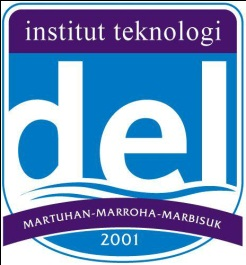 institut teknologi
del
MARTUHAN-MARROHA-MARBISUK
2001